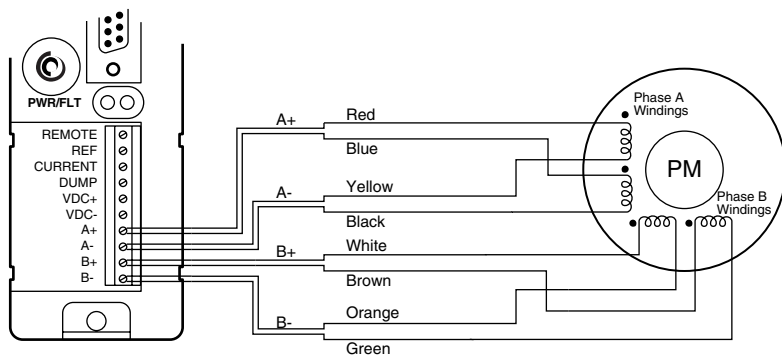 PWR/FLT
REMOTE
REF
CURRENT
DUMP
VDC+
VDC-
A+
A-
B+
B-
A+
Red
Blue
A-
Yellow
Black
B+
White
Brown
B-
Orange
Green
Phase A
Windings
PM
Phase B
Windings